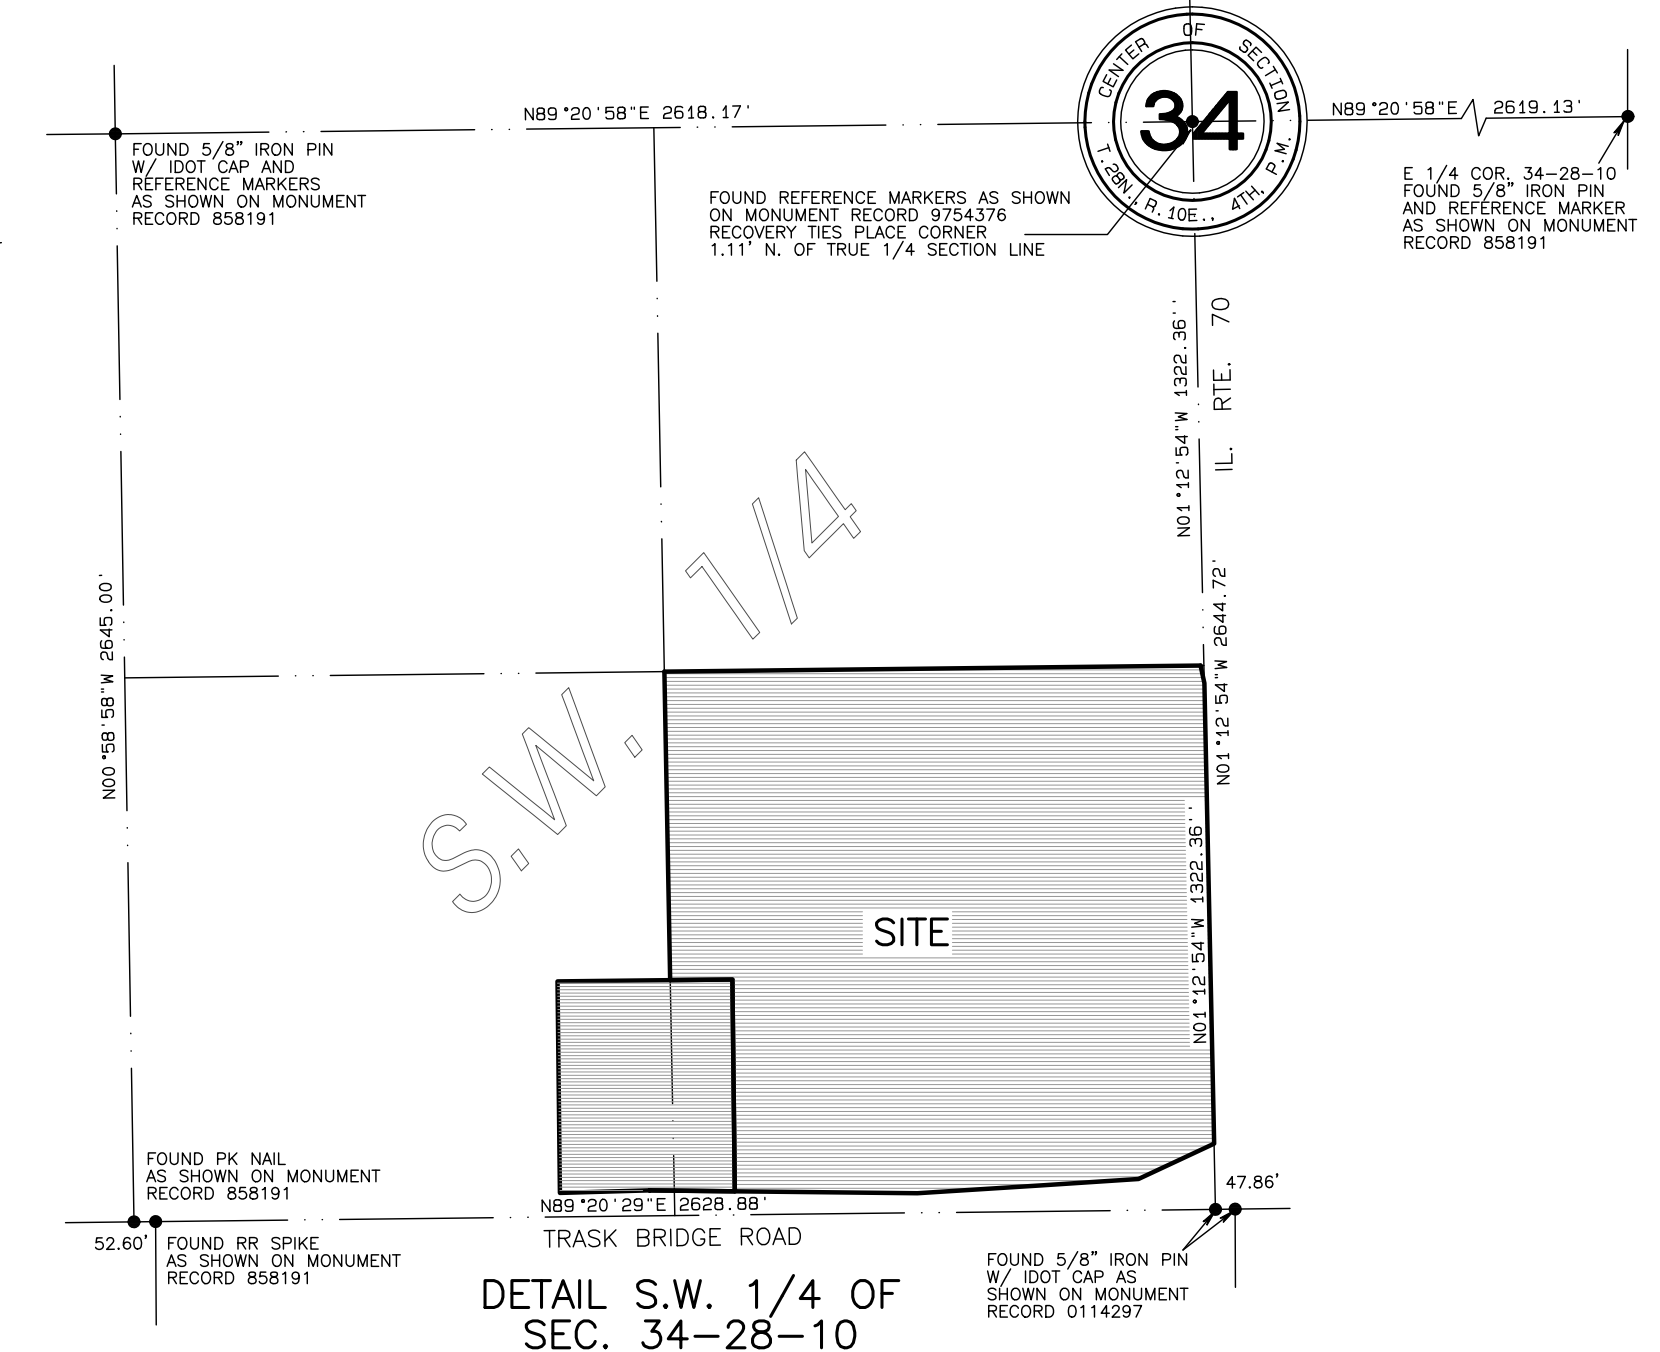 CENTER OF SECTION
34
T.28N., R.10E., 4TH, P.M.
N89°20'58"E 2618.17'
N89°20'58"E 2619.13'
FOUND 5/8" IRON PIN
W/ IDOT CAP AND
REFERENCE MARKERS
AS SHOWN ON MONUMENT
RECORD 858191
FOUND REFERENCE MARKERS AS SHOWN
ON MONUMENT RECORD 9754376
RECOVERY TIES PLACE CORNER
1.11' N. OF TRUE 1/4 SECTION LINE
E 1/4 COR. 34-28-10
FOUND 5/8" IRON PIN
AND REFERENCE MARKER
AS SHOWN ON MONUMENT
RECORD 858191
N01°12'54"W 1322.36''
IL. RTE. 70
N00°58'58"W 2645.00'
S.W. 1/4
N01°12'54"W 2644.72'
SITE
N01°12'54"W 1322.36''
FOUND PK NAIL
AS SHOWN ON MONUMENT
RECORD 858191
52.60'
FOUND RR SPIKE
AS SHOWN ON MONUMENT
RECORD 858191
N89°20'29"E 2628.88'
TRASK BRIDGE ROAD
47.86'
FOUND 5/8" IRON PIN
W/ IDOT CAP AS
SHOWN ON MONUMENT
RECORD 0114297
DETAIL S.W. 1/4 OF
SEC. 34-28-10